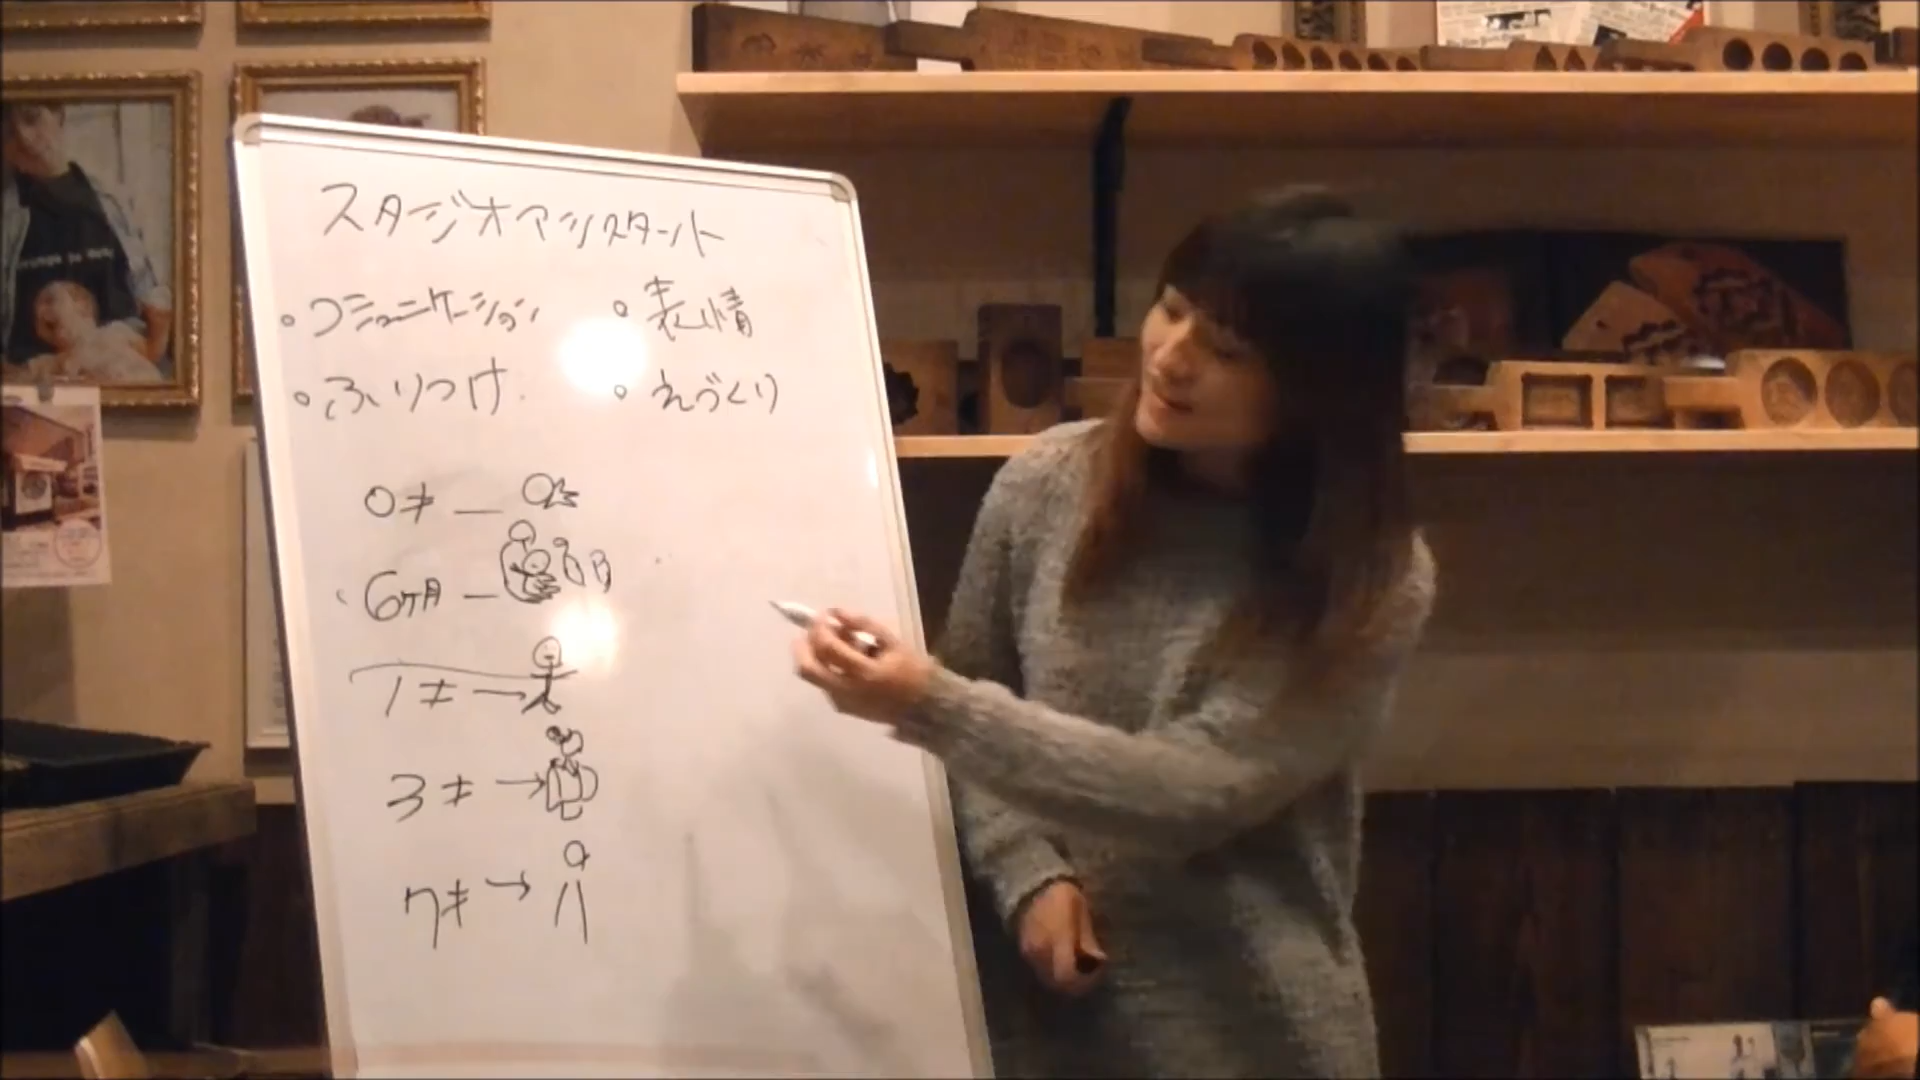 スタジオアシスタント
・コミュニケーション ・表情
・ふりつけ ・えづくり
0才 —
6ヶ月 —
1才 →
3才 →
7才 →